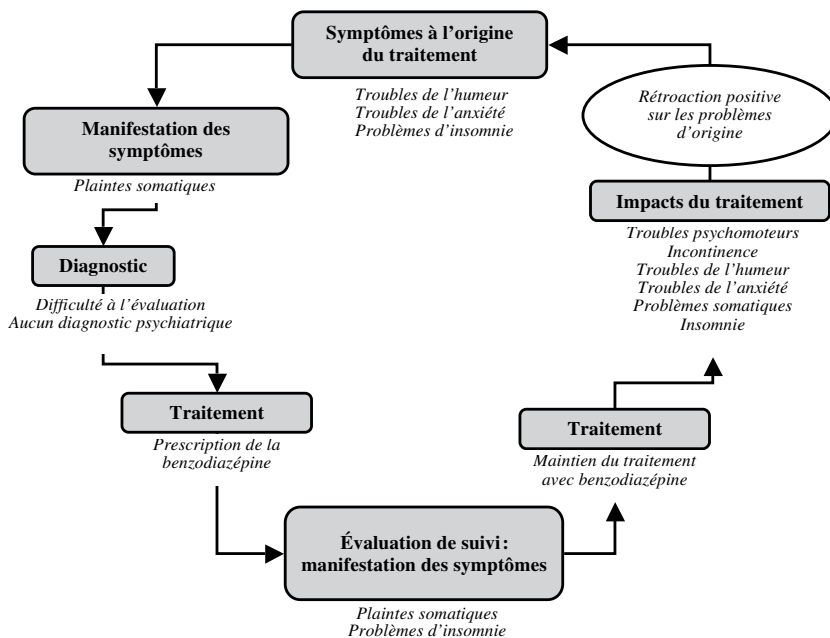 Symptômes à l’origine
du traitement
Troubles de l’humeur
Troubles de l’anxiété
Problèmes d’insomnie
Manifestation des
symptômes
Plaintes somatiques
Diagnostic
Difficulté à l’évaluation
Aucun diagnostic psychiatrique
Traitement
Prescription de la
benzodiazépine
Évaluation de suivi :
manifestation des symptômes
Plaintes somatiques
Problèmes d’insomnie
Traitement
Maintien du traitement
avec benzodiazépine
Impacts du traitement
Troubles psychomoteurs
Incontinence
Troubles de l’humeur
Troubles de l’anxiété
Problèmes somatiques
Insomnie
Rétroaction positive
sur les problèmes
d’origine